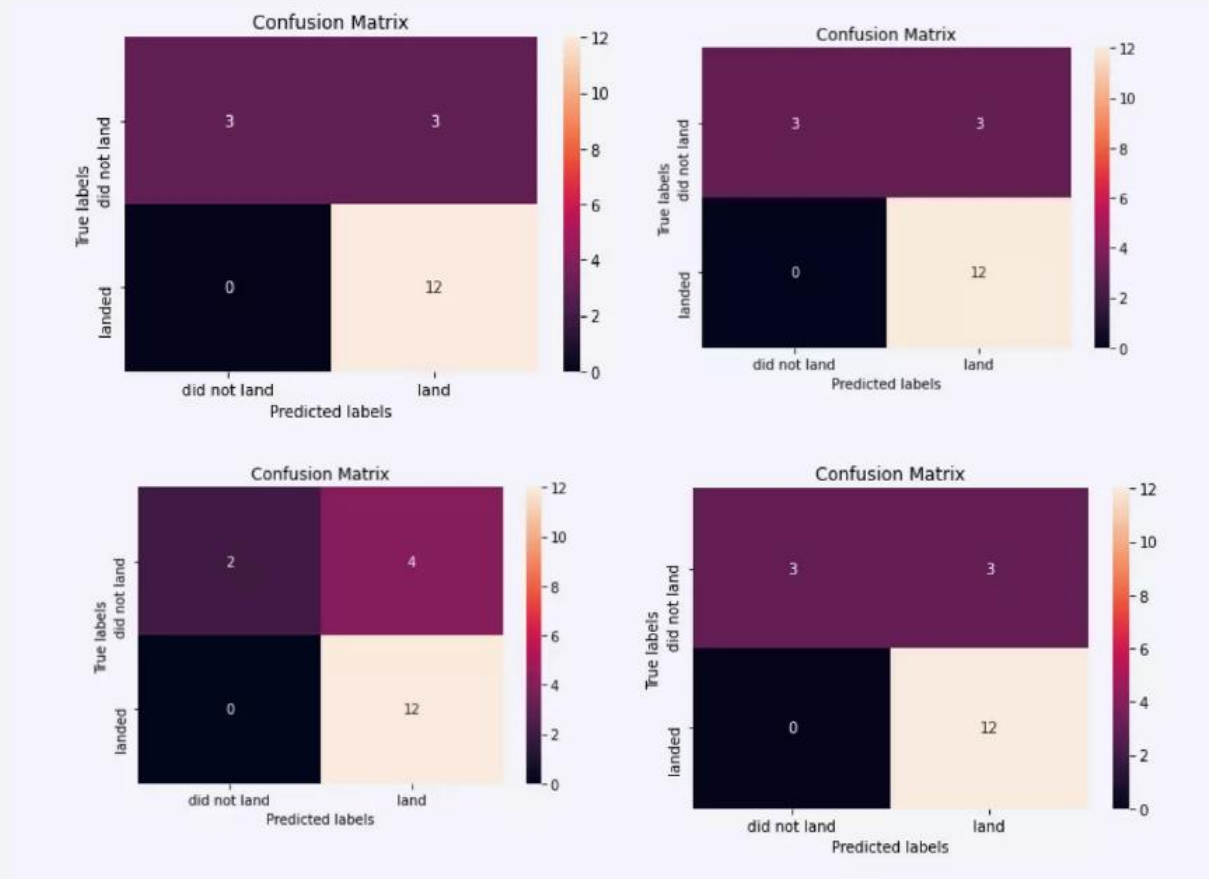 Confusion Matrix
12
10
8
6
4
2
0
True labels
did not land
landed
3 3
0 12
did not land land
Predicted labels
Confusion Matrix
12
10
8
6
4
2
0
True labels
did not land
landed
3 3
0 12
did not land land
Predicted labels
Confusion Matrix
12
10
8
6
4
2
0
True labels
did not land
landed
2 4
0 12
did not land land
Predicted labels
Confusion Matrix
12
10
8
6
4
2
0
True labels
did not land
landed
3 3
0 12
did not land land
Predicted labels